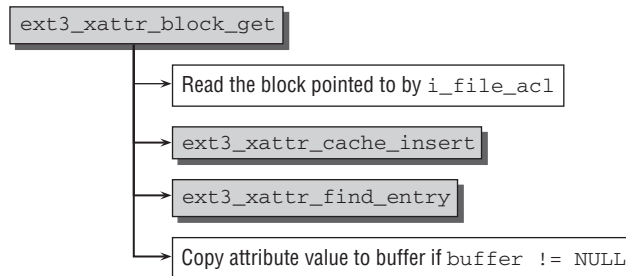 ext3_xattr_block_get
Read the block pointed to by i_file_acl
ext3_xattr_cache_insert
ext3_xattr_find_entry
Copy attribute value to buffer if buffer != NULL